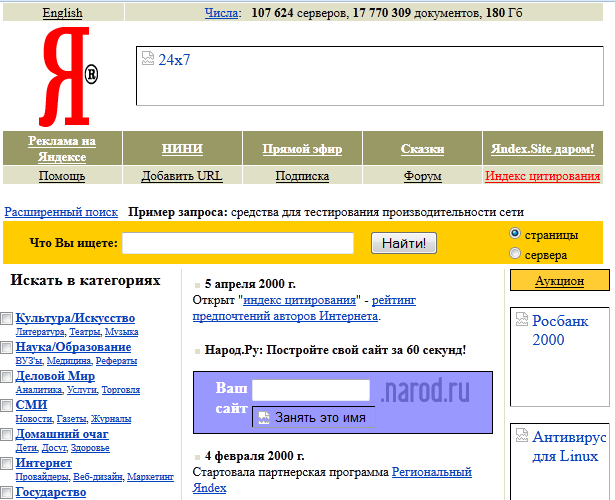 English
Числа: 107 624 серверов, 17 770 309 документов, 180 Гб
Я®
24x7
Реклама на
Яндексе
НИНИ
Прямой эфир
Сказки
Яndex.Site даром!
Помощь
Добавить URL
Подписка
Форум
Индекс цитирования
Расширенный поиск Пример запроса: средства для тестирования производительности сети
Что Вы ищете:
Найти!
страницы
сервера
Искать в категориях
Культура/Искусство
Литература, Театры, Музыка
Наука/Образование
ВУЗ'ы, Медицина, Рефераты
Деловой Мир
Аналитика, Услуги, Торговля
СМИ
Новости, Газеты, Журналы
Домашний очаг
Дети, Досуг, Здоровье
Интернет
Провайдеры, Веб-дизайн, Маркетинг
Государство
5 апреля 2000 г.
Открыт "индекс цитирования" - рейтинг
предпочтений авторов Интернета.
Народ.Ру: Постройте свой сайт за 60 секунд!
Ваш
сайт
.narod.ru
Занять это имя
4 февраля 2000 г.
Стартовала партнерская программа Региональный
Яndex
Аукцион
Росбанк
2000
Антивирус
для Linux